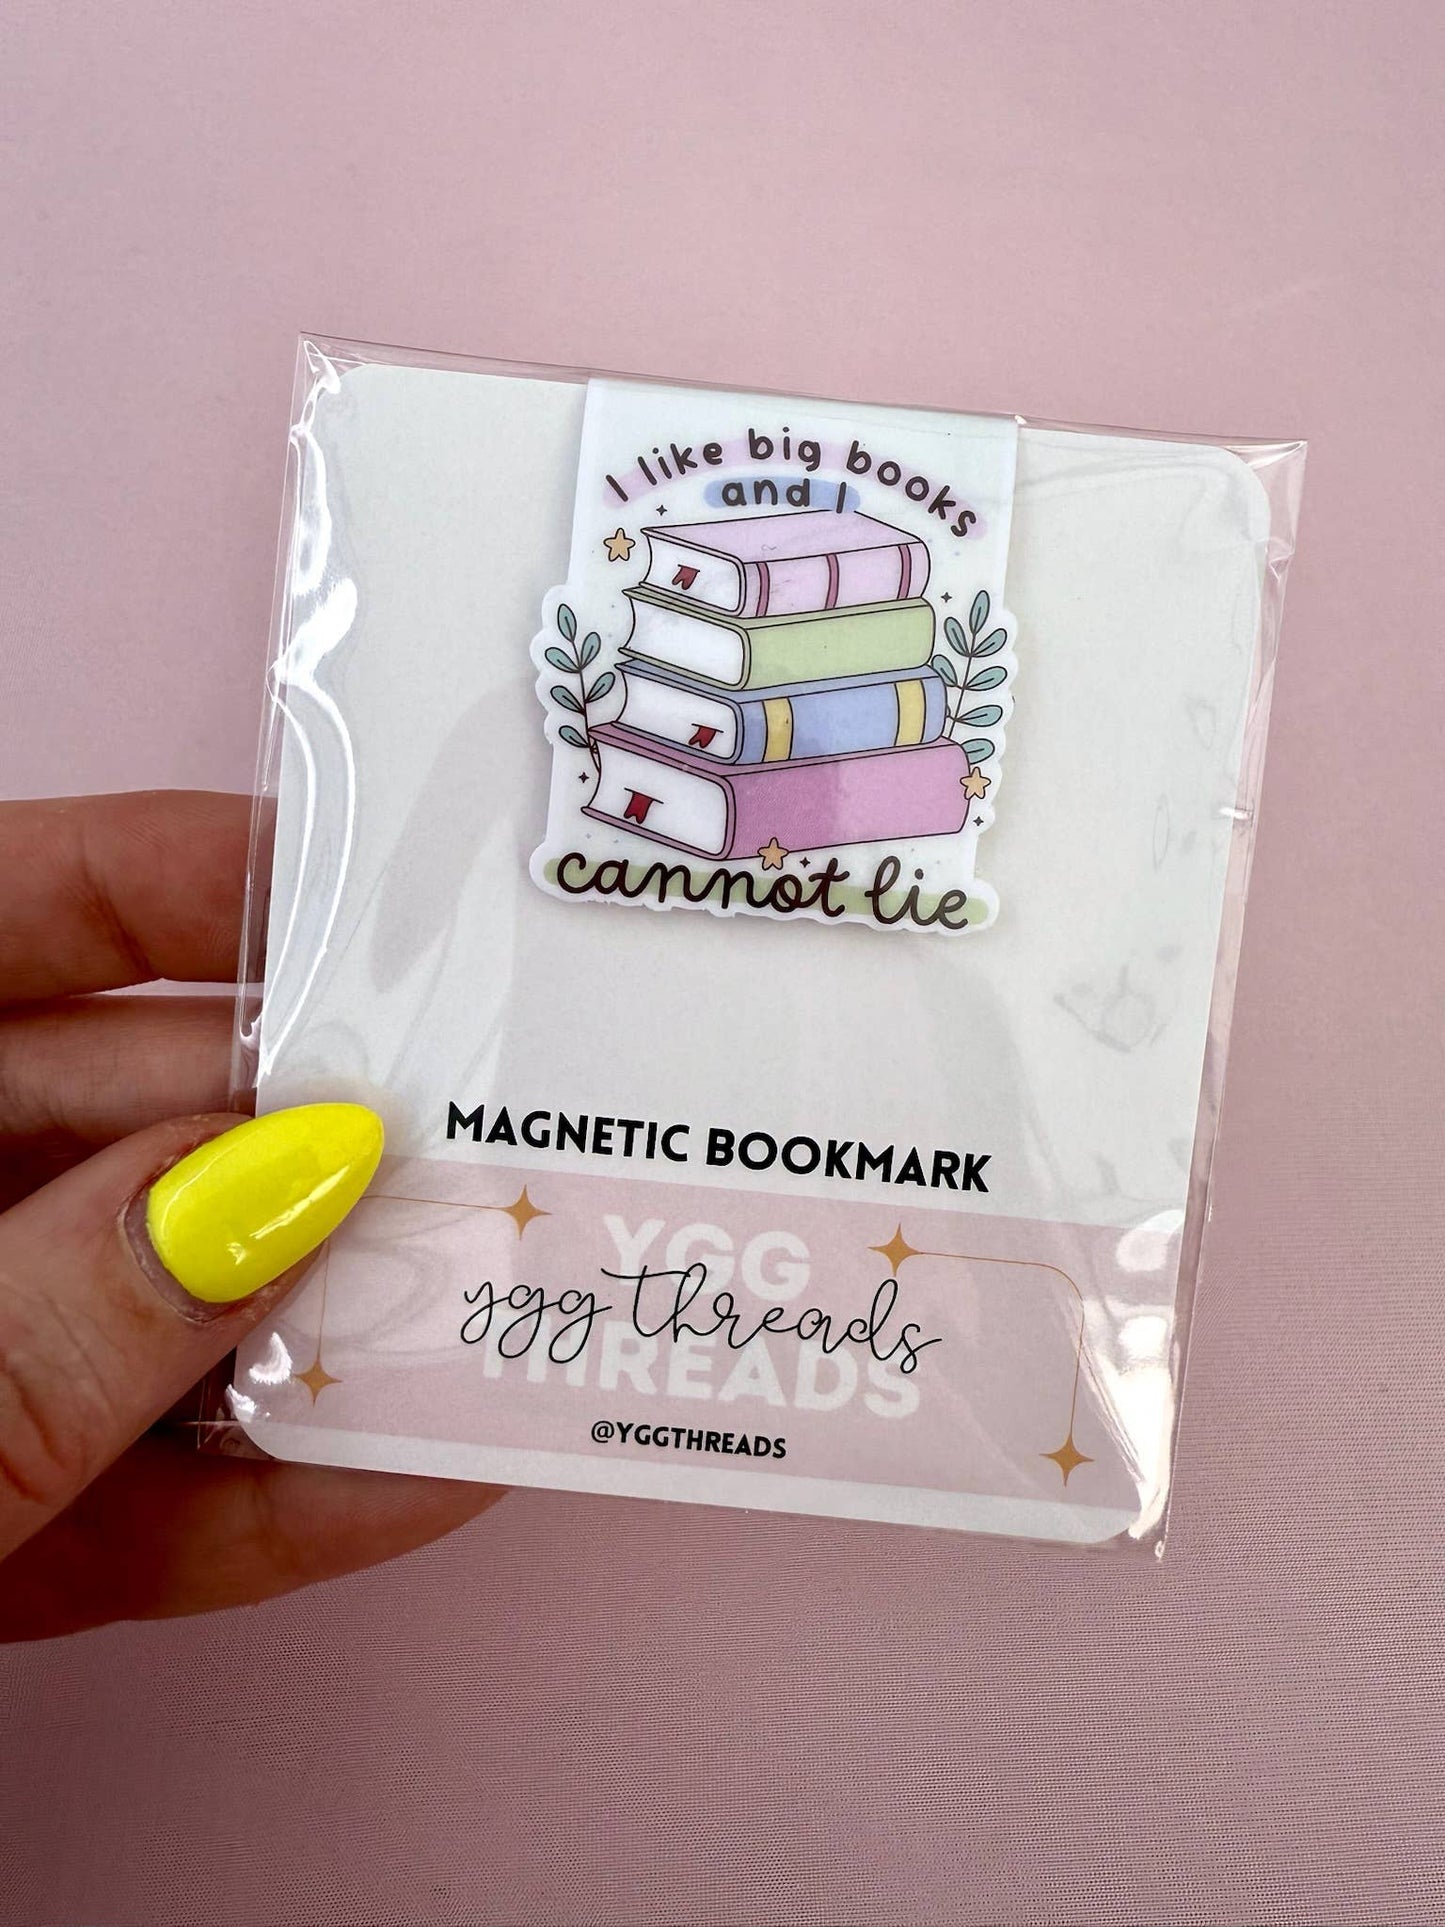 I like big books
and I
cannot lie
MAGNETIC BOOKMARK
YGG
ygg threads
THREADS
@YGGTHREADS